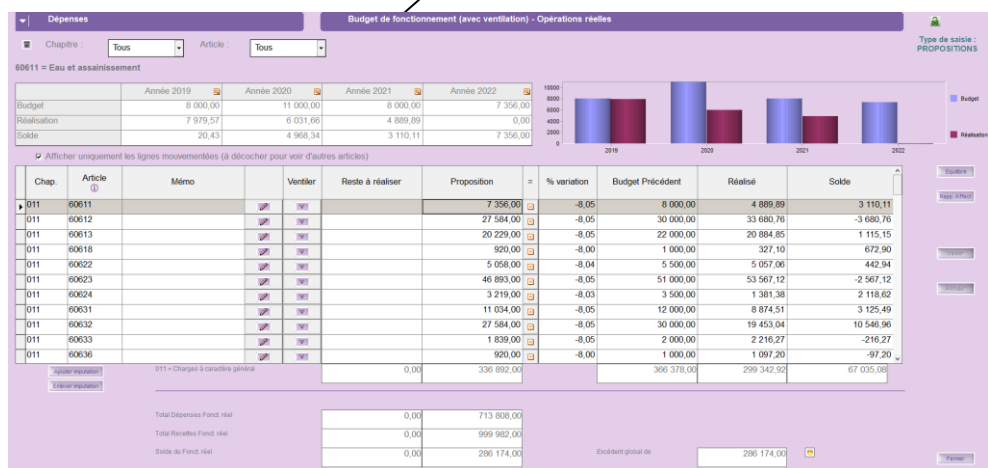 Dépenses Budget de fonctionnement (avec ventilation) - Opérations réelles
Chapitre : Tous Article : Tous
Type de saisie :
PROPOSITIONS
60611 = Eau et assainissement
Année 2019 Année 2020 Année 2021 Année 2022
Budget 8 000,00 11 000,00 8 000,00 7 356,00
Réalisation 7 979,57 6 031,66 4 889,89 0,00
Solde 20,43 4 968,34 3 110,11 7 356,00
10000
8000
6000
4000
2000
0
2019 2020 2021 2022
Budget
Réalisation
Afficher uniquement les lignes mouvementées (à décocher pour voir d'autres articles)
Chap. Article Mémo Ventiler Reste à réaliser Proposition = % variation Budget Précédent Réalisé Solde
011 60611 7 356,00 -8,05 8 000,00 4 889,89 3 110,11
011 60612 27 584,00 -8,05 30 000,00 33 680,76 -3 680,76
011 60613 20 229,00 -8,05 22 000,00 20 884,85 1 115,15
011 60618 920,00 -8,00 1 000,00 327,10 672,90
011 60622 5 058,00 -8,04 5 500,00 5 057,06 442,94
011 60623 46 893,00 -8,05 51 000,00 53 567,12 -2 567,12
011 60624 3 219,00 -8,03 3 500,00 1 381,38 2 118,62
011 60631 11 034,00 -8,05 12 000,00 8 874,51 3 125,49
011 60632 27 584,00 -8,05 30 000,00 19 453,04 10 546,96
011 60633 1 839,00 -8,05 2 000,00 2 216,27 -216,27
011 60636 920,00 -8,00 1 000,00 1 097,20 -97,20
Equilibre
Rapp. Affect
Valider
Annuler
Ajouter imputation
Enlever imputation
011 = Charges à caractère général 0,00 336 892,00 366 378,00 299 342,92 67 035,08
Total Dépenses Fonct. réel 0,00 713 808,00
Total Recettes Fonct. réel 0,00 999 982,00
Solde du Fonct. réel 0,00 286 174,00 Excédent global de 286 174,00
Fermer